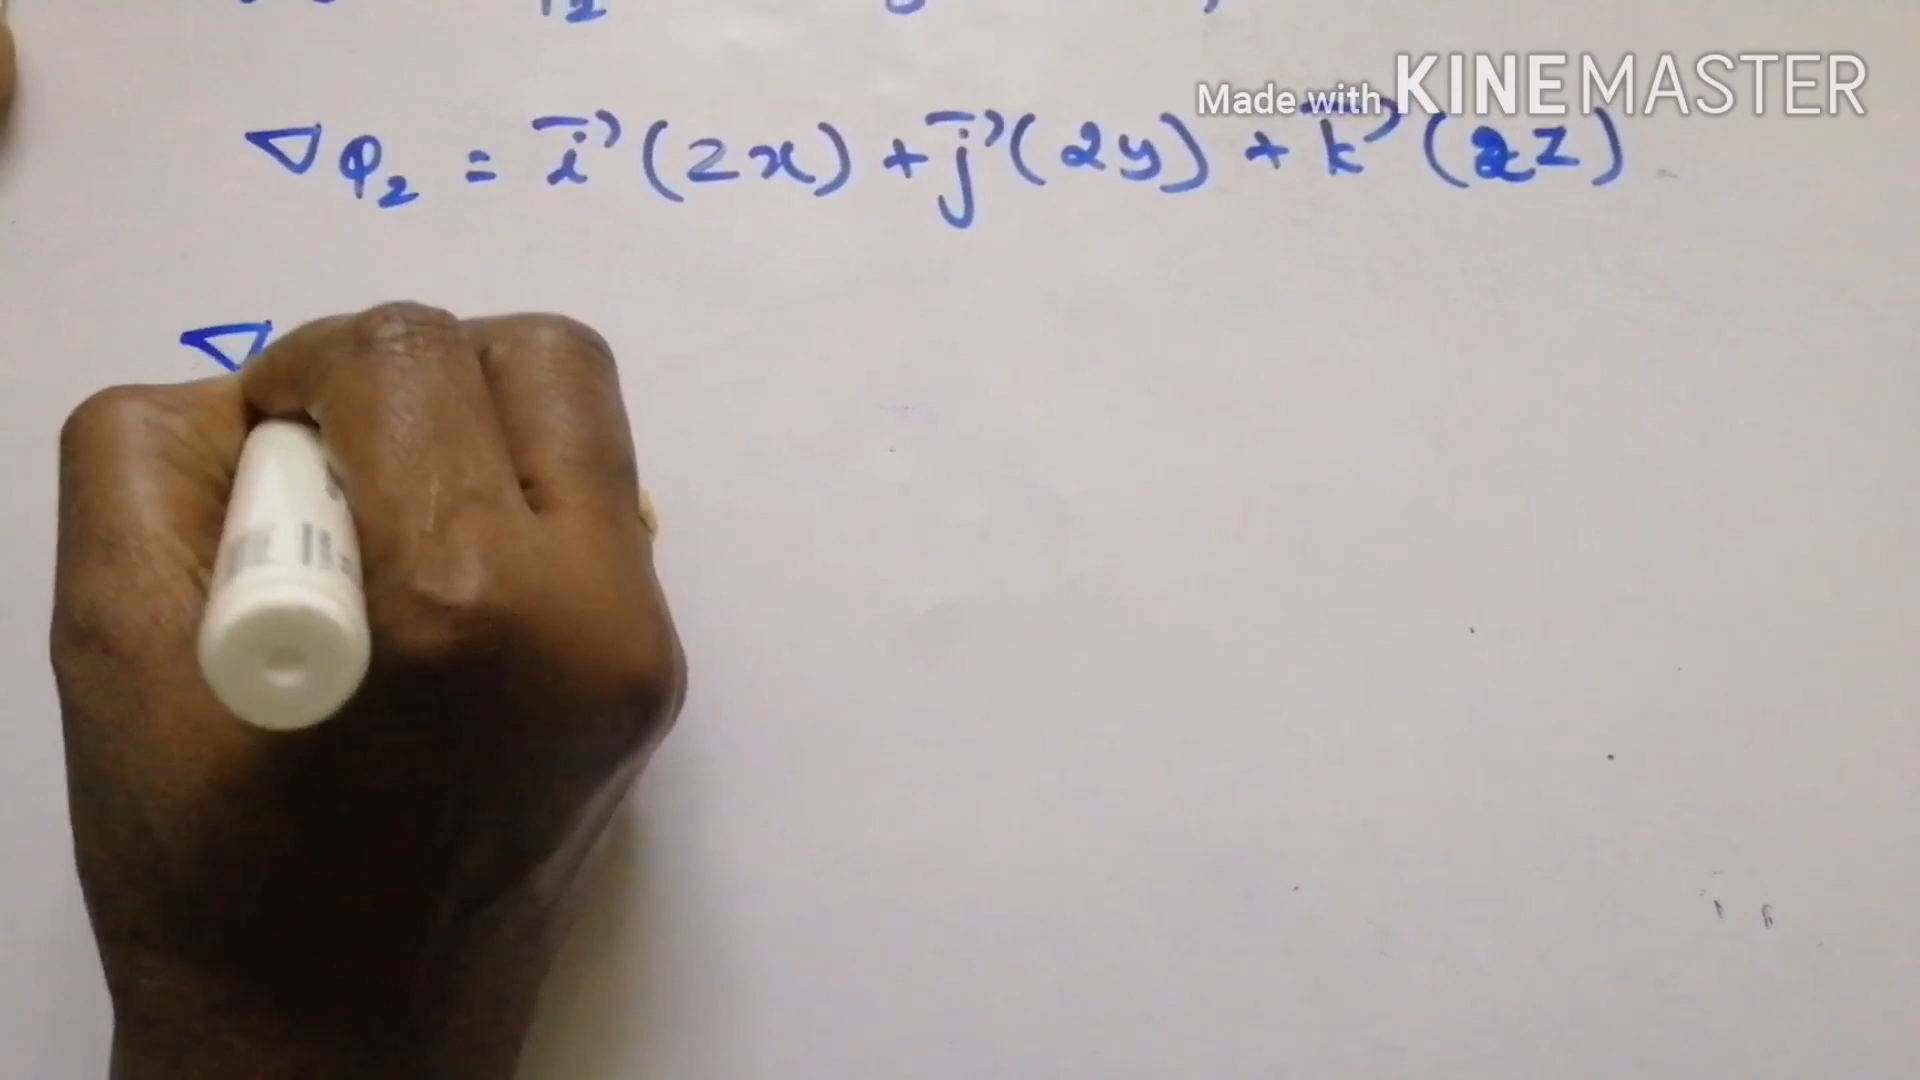 Made with KINEMASTER
∇φ₂ = i⃗ (2x) + j⃗ (2y) + k⃗ (2z)
∇